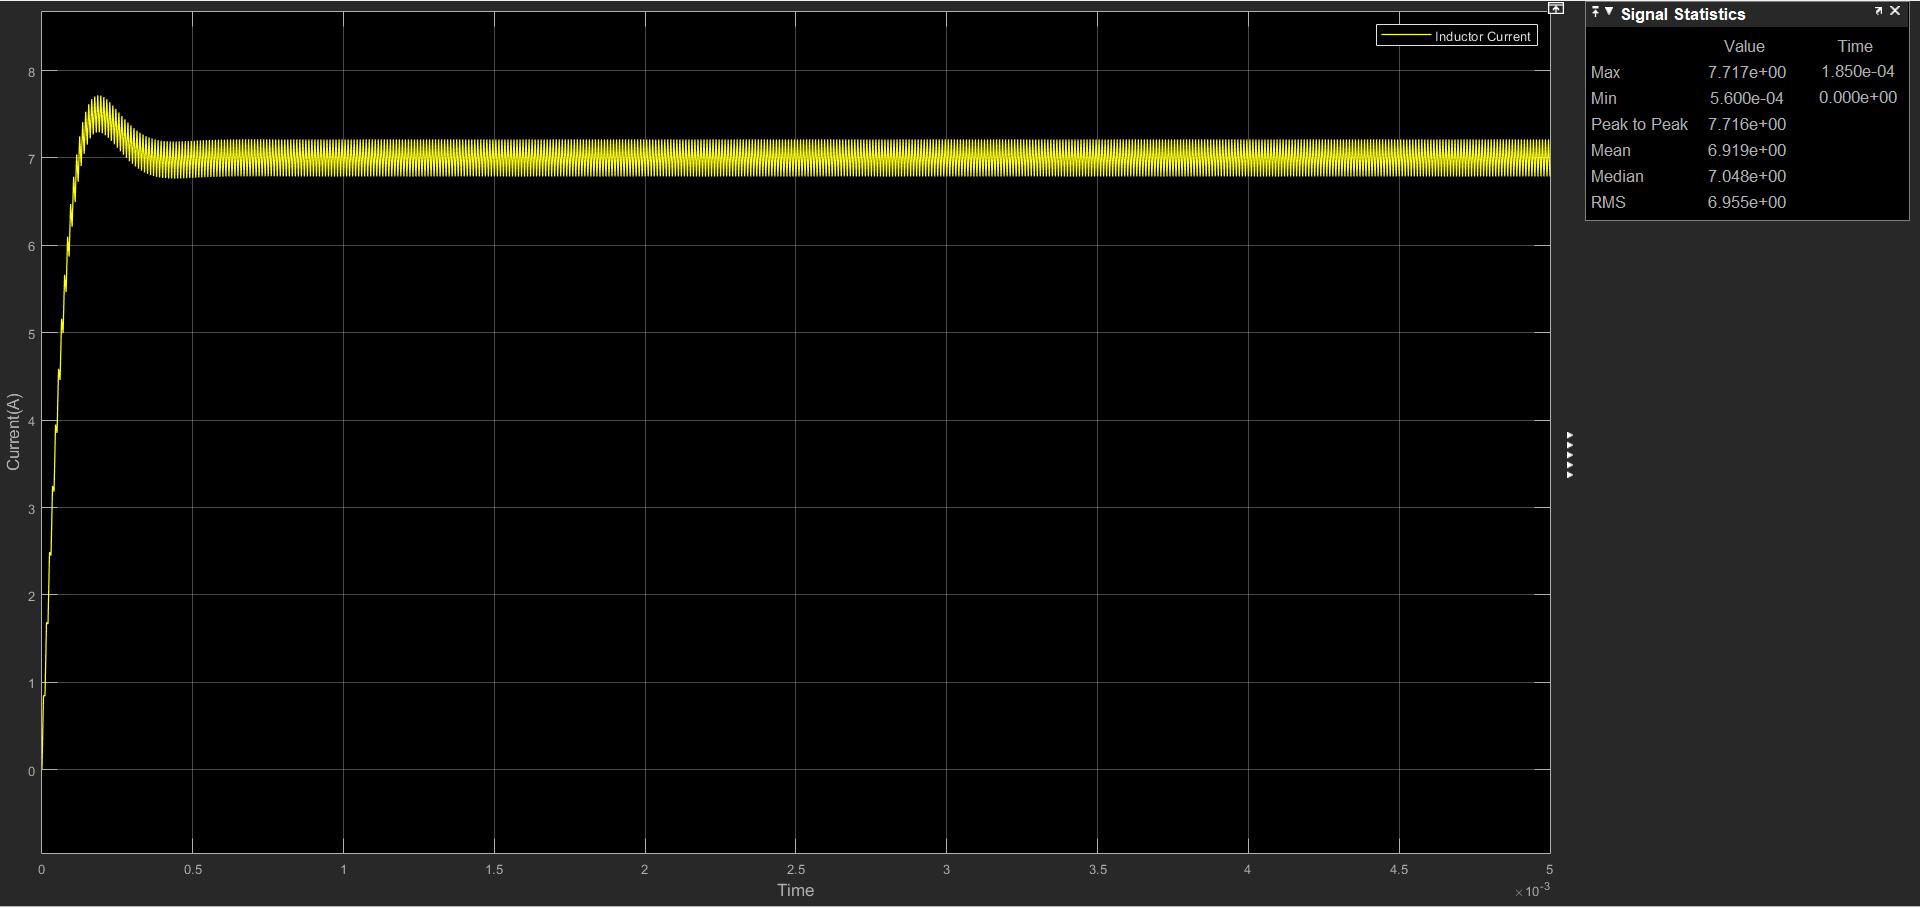 Inductor Current
8
7
6
5
4
3
2
1
0
Current(A)
0 0.5 1 1.5 2 2.5 3 3.5 4 4.5 5
Time
×10-3
Signal Statistics
Value Time
Max 7.717e+00 1.850e-04
Min 5.600e-04 0.000e+00
Peak to Peak 7.716e+00
Mean 6.919e+00
Median 7.048e+00
RMS 6.955e+00